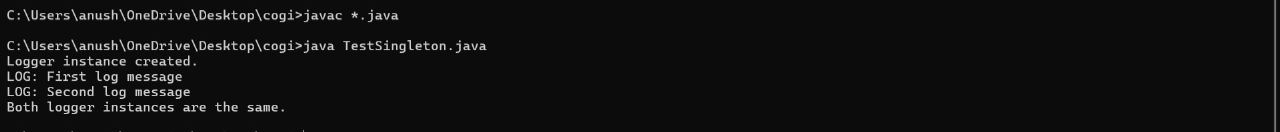 C:\Users\anush\OneDrive\Desktop\cogi>javac *.java
C:\Users\anush\OneDrive\Desktop\cogi>java TestSingleton.java
Logger instance created.
LOG: First log message
LOG: Second log message
Both logger instances are the same.